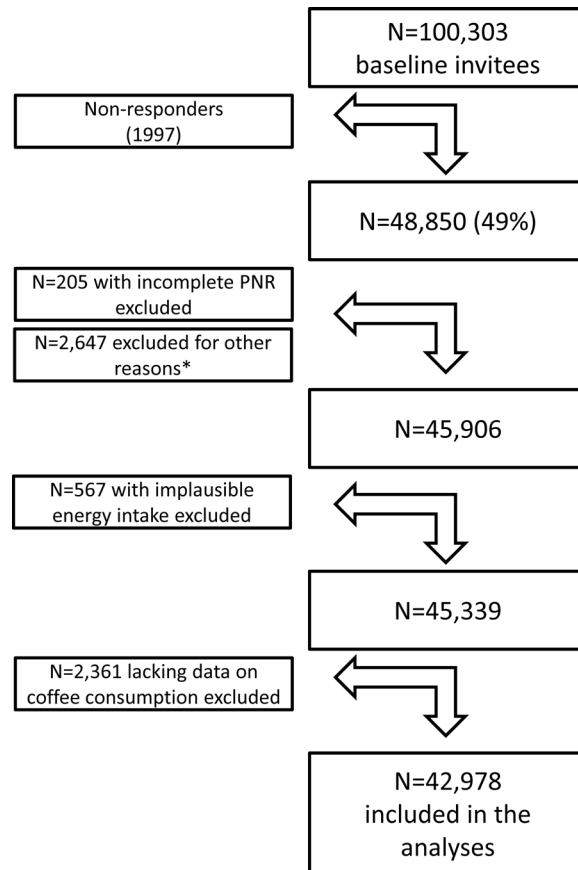 N=100,303
baseline invitees
Non-responders
(1997)
N=48,850 (49%)
N=205 with incomplete PNR
excluded
N=2,647 excluded for other
reasons*
N=45,906
N=567 with implausible
energy intake excluded
N=45,339
N=2,361 lacking data on
coffee consumption excluded
N=42,978
included in the
analyses